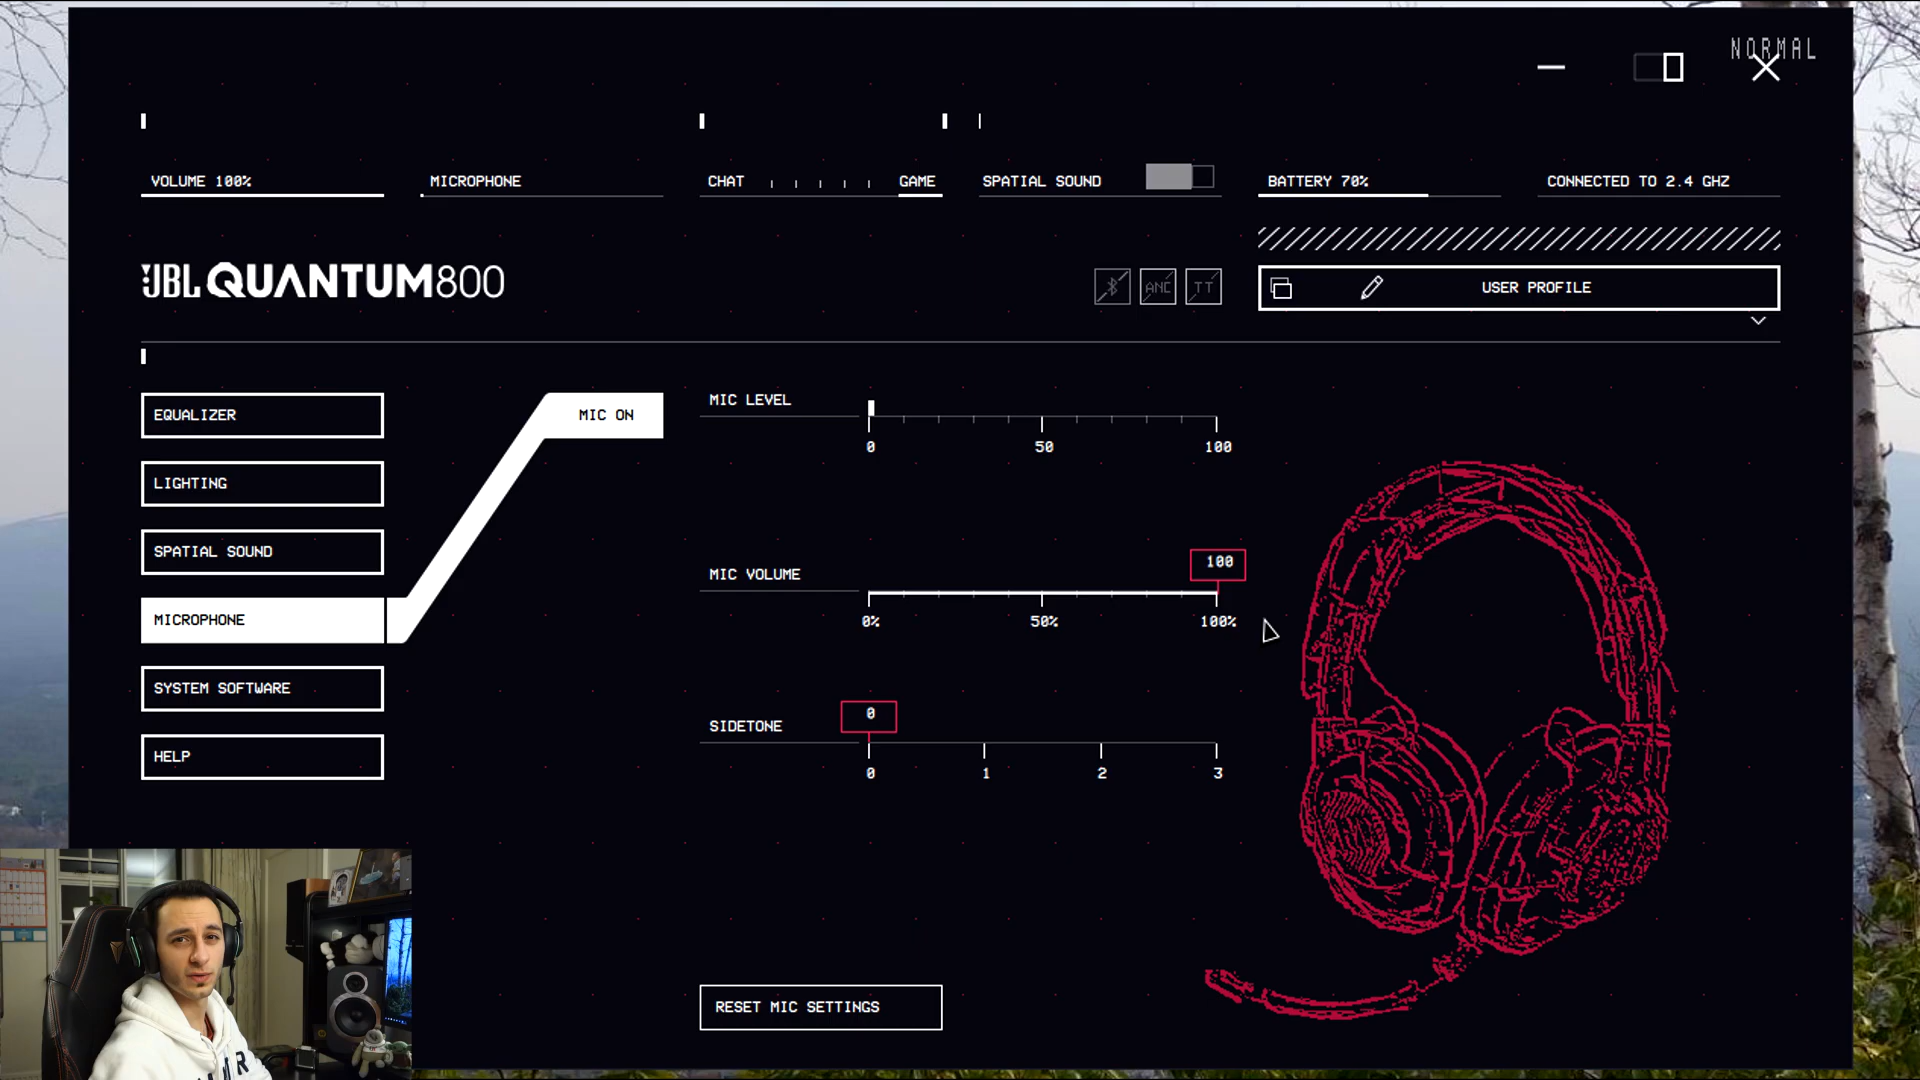 NORMAL
VOLUME 100%
MICROPHONE
CHAT
GAME
SPATIAL SOUND
BATTERY 70%
CONNECTED TO 2.4 GHZ
JBL QUANTUM800
ANC
TT
USER PROFILE
EQUALIZER
MIC ON
MIC LEVEL
0
50
100
LIGHTING
SPATIAL SOUND
MIC VOLUME
100
0%
50%
100%
MICROPHONE
SYSTEM SOFTWARE
SIDETONE
0
0
1
2
3
HELP
RESET MIC SETTINGS